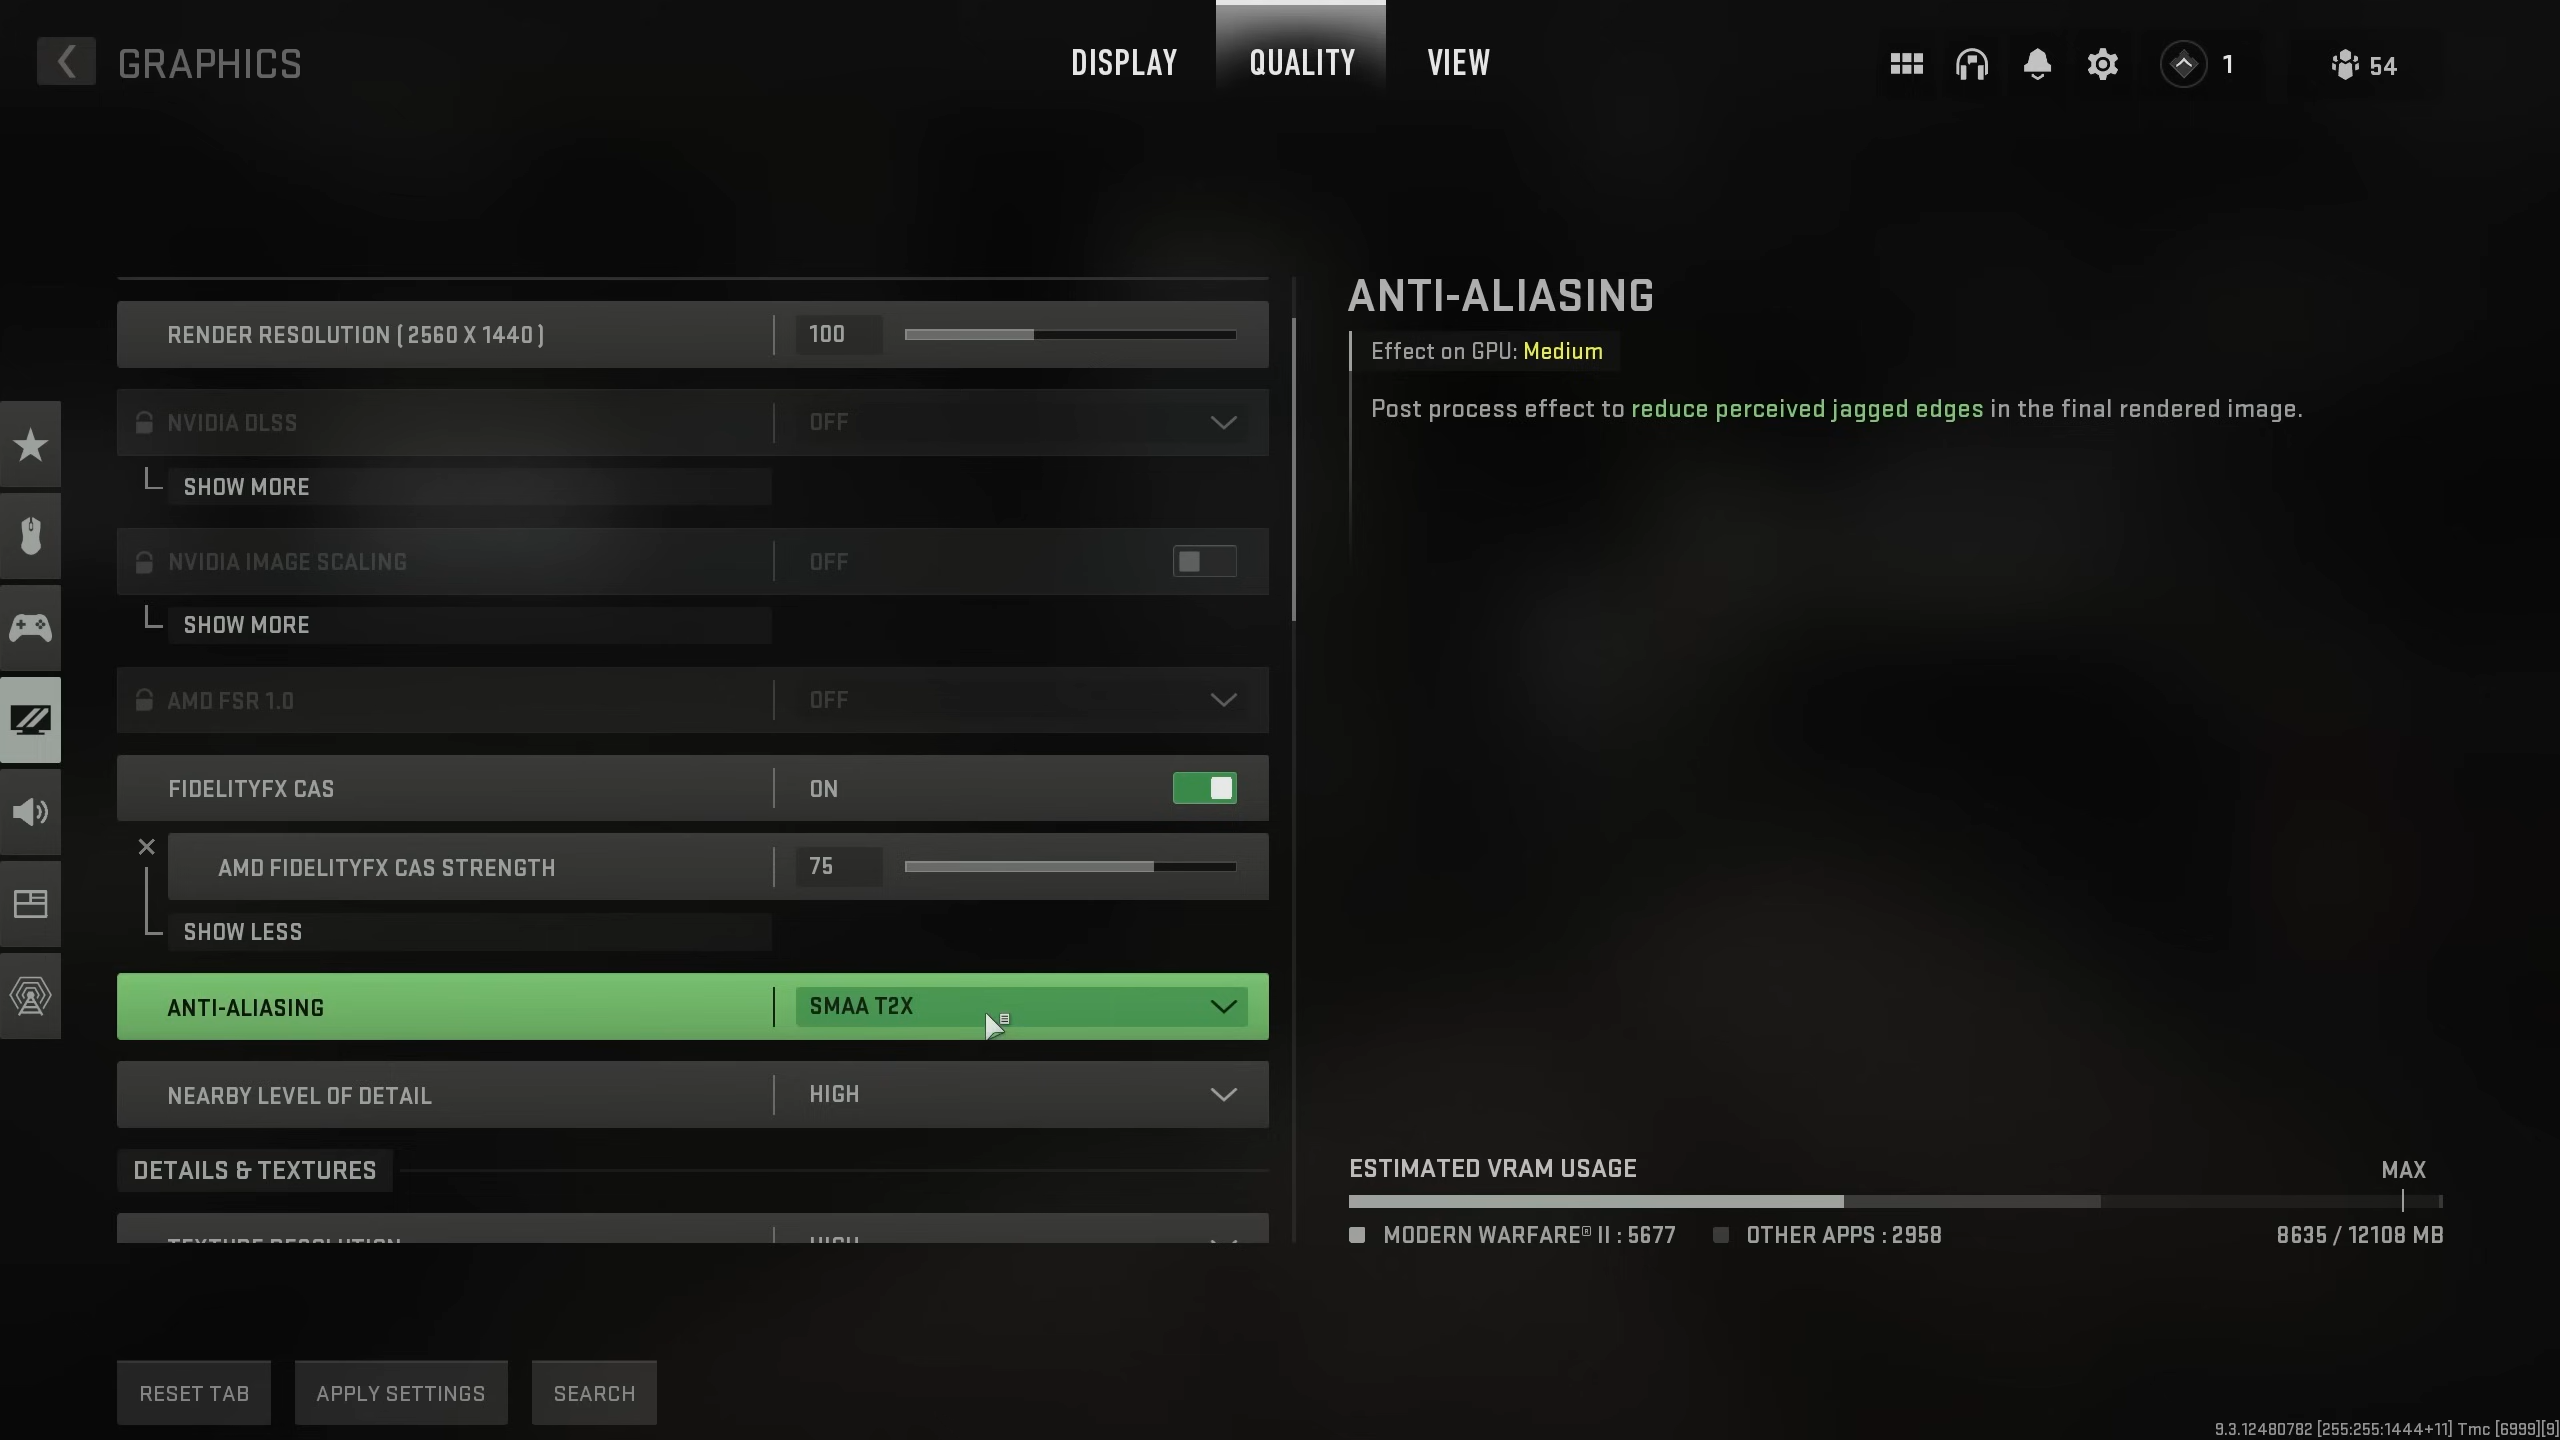 GRAPHICS
DISPLAY
QUALITY
VIEW
1
54
RENDER RESOLUTION ( 2560 X 1440 )
100
NVIDIA DLSS
OFF
SHOW MORE
NVIDIA IMAGE SCALING
OFF
SHOW MORE
AMD FSR 1.0
OFF
FIDELITYFX CAS
ON
AMD FIDELITYFX CAS STRENGTH
75
SHOW LESS
ANTI-ALIASING
SMAA T2X
NEARBY LEVEL OF DETAIL
HIGH
DETAILS & TEXTURES
TEXTURE RESOLUTION
HIGH
ANTI-ALIASING
Effect on GPU: Medium
Post process effect to reduce perceived jagged edges in the final rendered image.
ESTIMATED VRAM USAGE
MAX
MODERN WARFARE® II : 5677
OTHER APPS : 2958
8635 / 12108 MB
RESET TAB
APPLY SETTINGS
SEARCH
9.3.12480782 [255:255:1444+11] Tmc [6999][9]